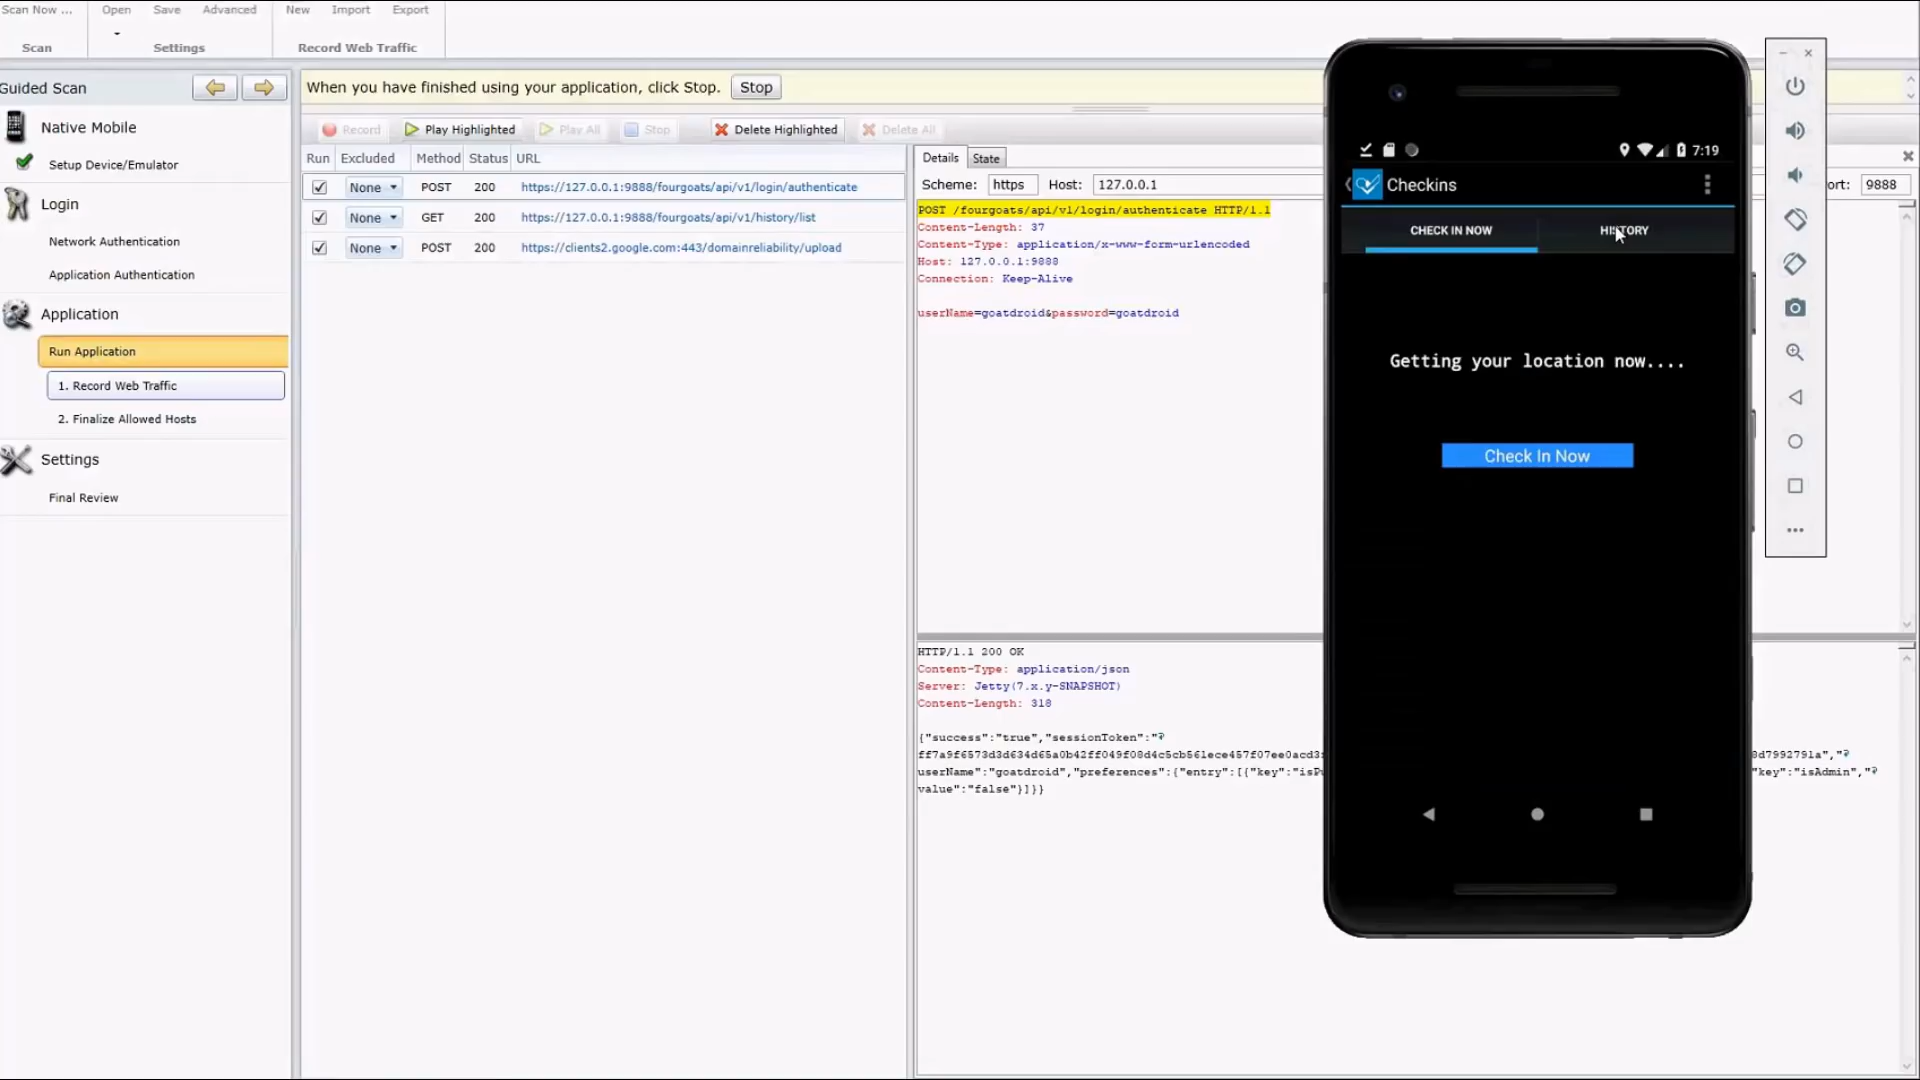 Scan Now ...
Open
Save
Advanced
New
Import
Export
Scan
Settings
Record Web Traffic
Guided Scan
Native Mobile
Setup Device/Emulator
Login
Network Authentication
Application Authentication
Application
Run Application
1. Record Web Traffic
2. Finalize Allowed Hosts
Settings
Final Review
When you have finished using your application, click Stop.
Stop
Record
Play Highlighted
Play All
Stop
Delete Highlighted
Delete All
Run Excluded Method Status URL
None POST 200 https://127.0.0.1:9888/fourgoats/api/v1/login/authenticate
None GET 200 https://127.0.0.1:9888/fourgoats/api/v1/history/list
None POST 200 https://clients2.google.com:443/domainreliability/upload
Details State
Scheme: https Host: 127.0.0.1 ort: 9888
POST /fourgoats/api/v1/login/authenticate HTTP/1.1
Content-Length: 37
Content-Type: application/x-www-form-urlencoded
Host: 127.0.0.1:9888
Connection: Keep-Alive
userName=goatdroid&password=goatdroid
HTTP/1.1 200 OK
Content-Type: application/json
Server: Jetty(7.x.y-SNAPSHOT)
Content-Length: 318
{"success":"true","sessionToken":"
8d7992791a","
userName":"goatdroid","preferences":{"entry":[{"key":"isPu key":"isAdmin","
value":"false"}]}}
7:19
Checkins
CHECK IN NOW
HISTORY
Getting your location now....
Check In Now